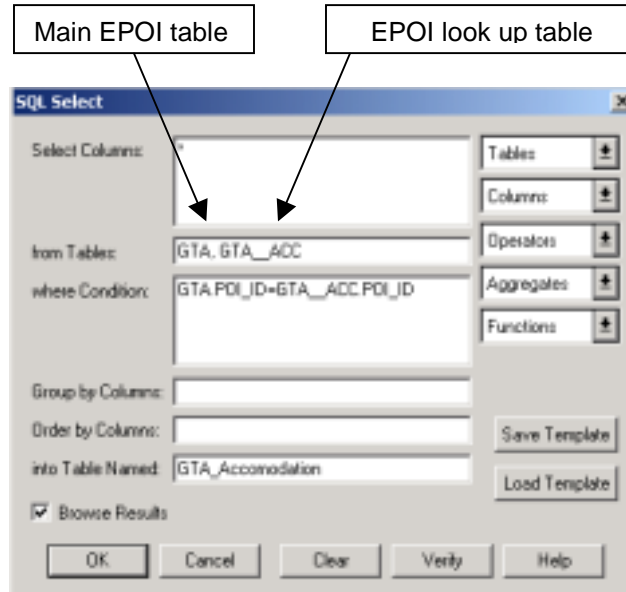 Main EPOI table
EPOI look up table
SQL Select
Select Columns:
*
Tables
Columns
from Tables:
GTA, GTA__ACC
Operators
where Condition:
GTA.POI_ID=GTA__ACC.POI_ID
Aggregates
Functions
Group by Columns:
Order by Columns:
Save Template
into Table Named:
GTA_Accomodation
Load Template
Browse Results
OK
Cancel
Clear
Verify
Help